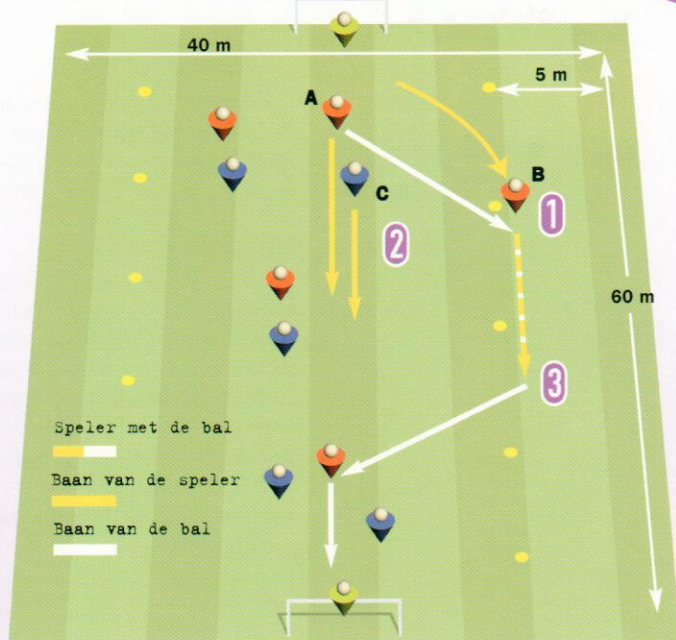 40 m
5 m
A
B
1
C
2
60 m
3
Speler met de bal
Baan van de speler
Baan van de bal